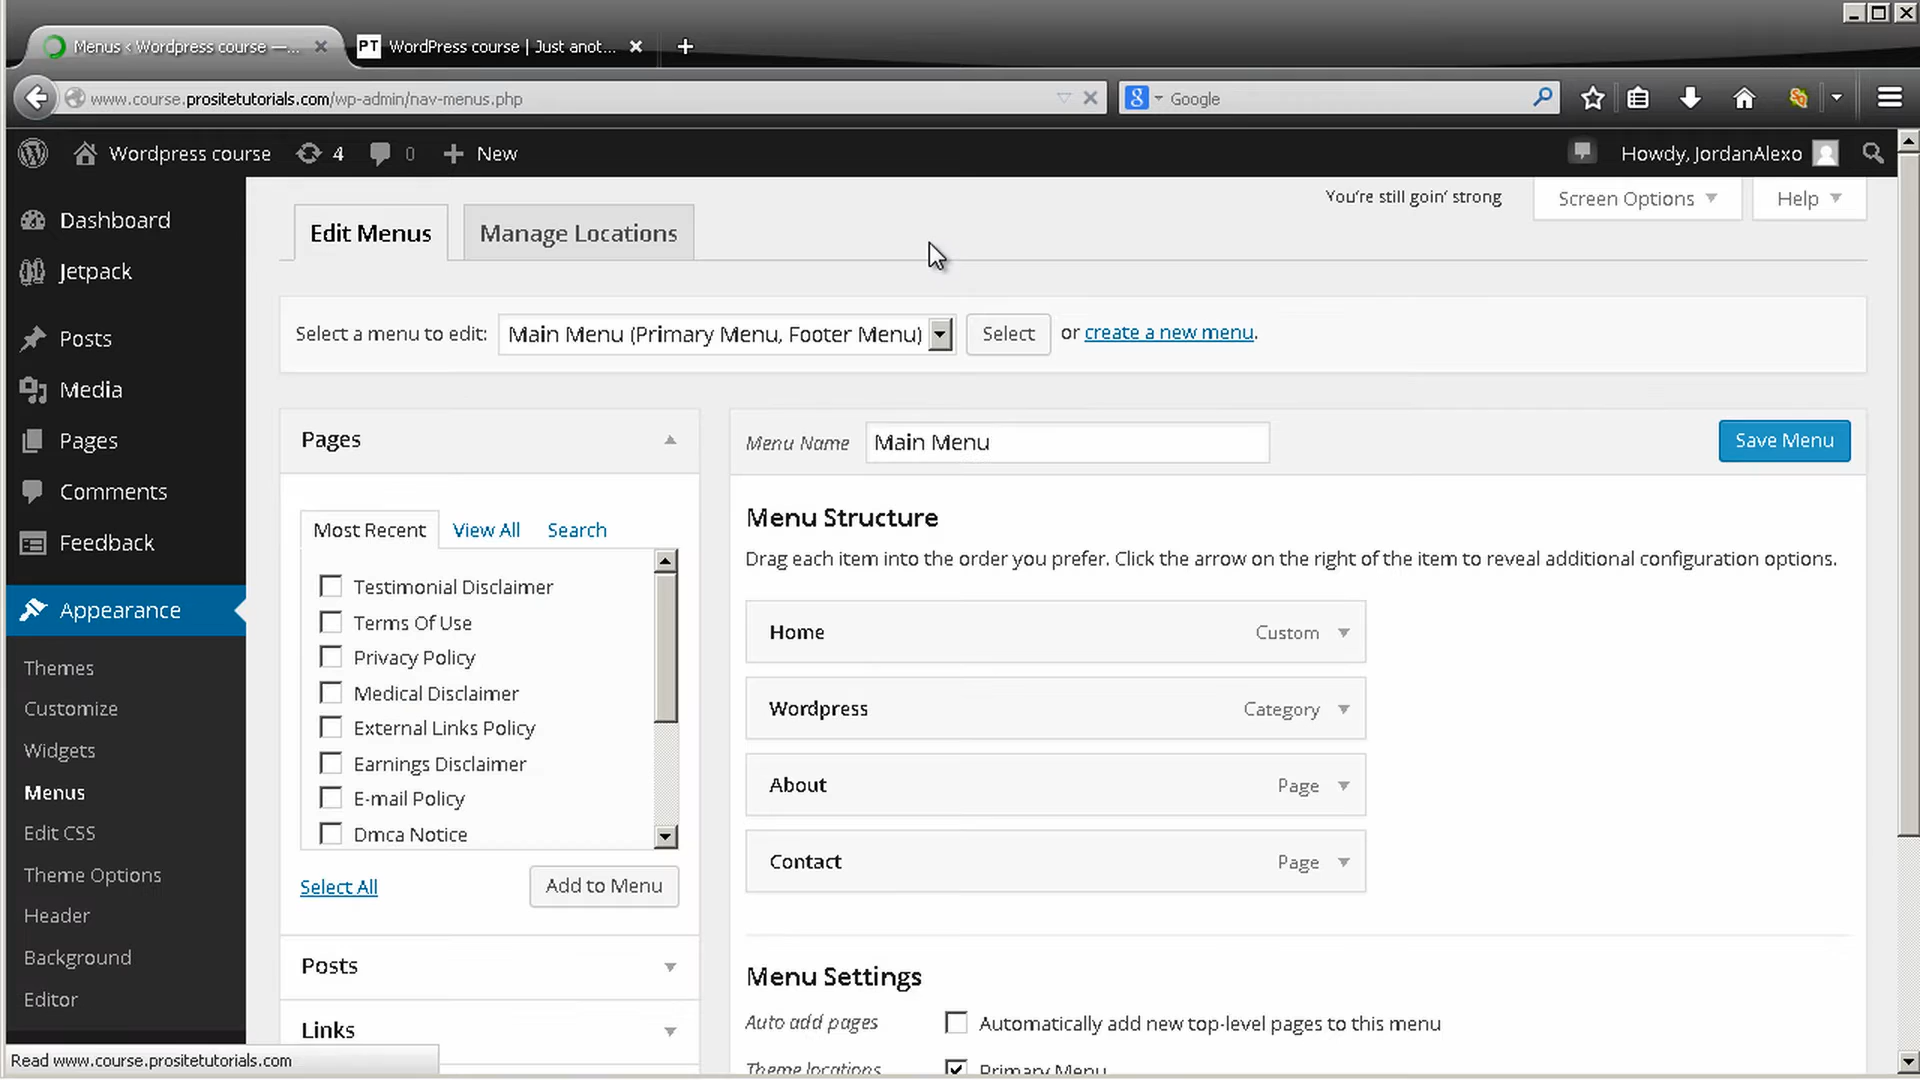 Menus < Wordpress course —...
PT WordPress course | Just anot...
www.course.prositetutorials.com/wp-admin/nav-menus.php
8 Google
Wordpress course 4 0 + New
Howdy, JordanAlexo
You're still goin' strong
Screen Options
Help
Dashboard
Jetpack
Posts
Media
Pages
Comments
Feedback
Appearance
Themes
Customize
Widgets
Menus
Edit CSS
Theme Options
Header
Background
Editor
Edit Menus
Manage Locations
Select a menu to edit: Main Menu (Primary Menu, Footer Menu) Select or create a new menu.
Pages
Most Recent View All Search
Testimonial Disclaimer
Terms Of Use
Privacy Policy
Medical Disclaimer
External Links Policy
Earnings Disclaimer
E-mail Policy
Dmca Notice
Select All Add to Menu
Posts
Links
Menu Name Main Menu Save Menu
Menu Structure
Drag each item into the order you prefer. Click the arrow on the right of the item to reveal additional configuration options.
Home Custom
Wordpress Category
About Page
Contact Page
Menu Settings
Auto add pages Automatically add new top-level pages to this menu
Theme locations Primary Menu
Read www.course.prositetutorials.com